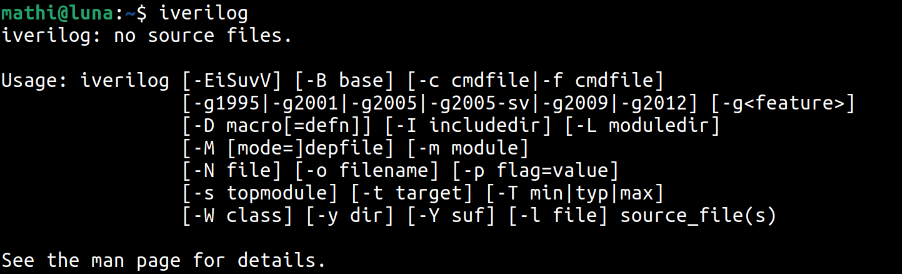 mathi@luna:~$ iverilog
iverilog: no source files.
Usage: iverilog [-EiSuvV] [-B base] [-c cmdfile|-f cmdfile]
[-g1995|-g2001|-g2005|-g2005-sv|-g2009|-g2012] [-g<feature>]
[-D macro[=defn]] [-I includedir] [-L moduledir]
[-M [mode=]depfile] [-m module]
[-N file] [-o filename] [-p flag=value]
[-s topmodule] [-t target] [-T min|typ|max]
[-W class] [-y dir] [-Y suf] [-l file] source_file(s)
See the man page for details.